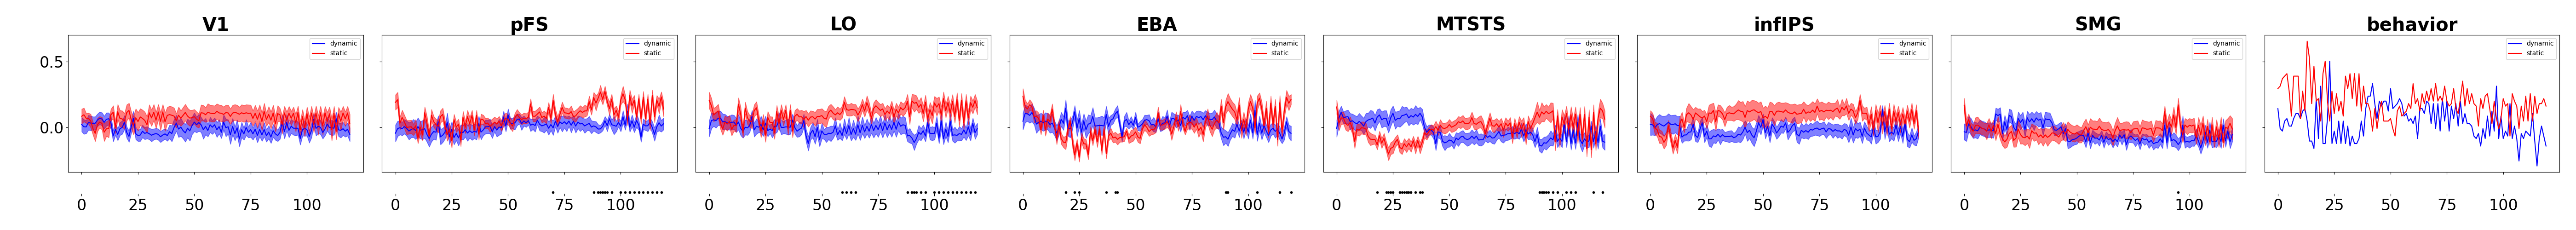 V1 pFS LO EBA MTSTS infIPS SMG behavior
dynamic dynamic dynamic dynamic dynamic dynamic dynamic dynamic
static static static static static static static static
0.5
0.0
0 25 50 75 100 0 25 50 75 100 0 25 50 75 100 0 25 50 75 100 0 25 50 75 100 0 25 50 75 100 0 25 50 75 100 0 25 50 75 100